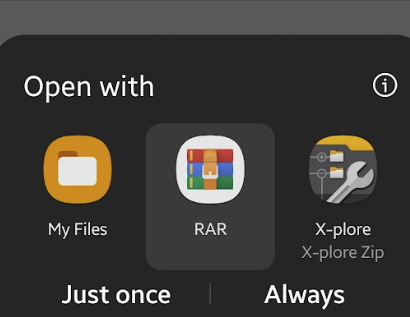 Open with
My Files
RAR
X-plore
X-plore Zip
Just once
Always